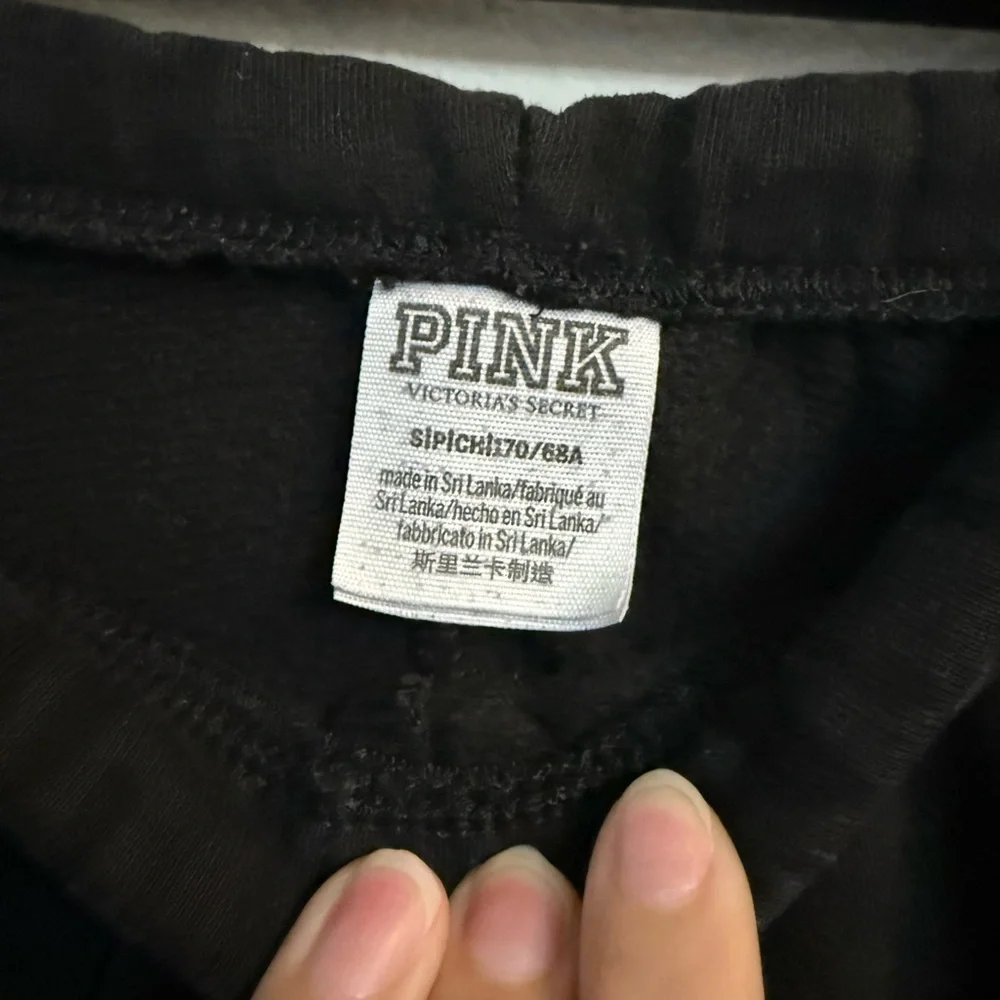 PINK
VICTORIA'S SECRET
S|P|CH|170/68A
made in Sri Lanka/fabriqué au
Sri Lanka/hecho en Sri Lanka/
fabbricato in Sri Lanka/
斯里兰卡制造